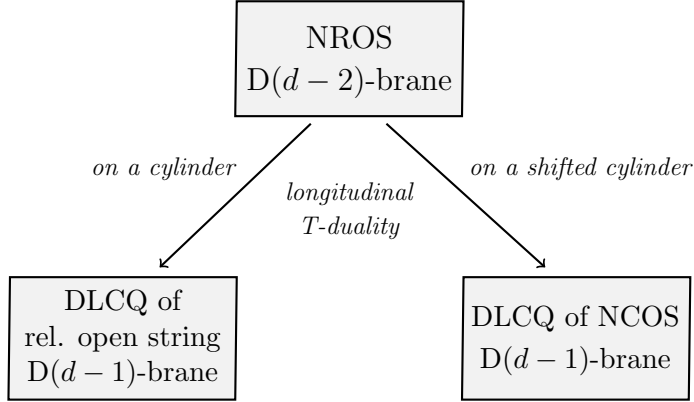 NROS
D(d − 2)-brane
on a cylinder
on a shifted cylinder
longitudinal
T-duality
DLCQ of
rel. open string
D(d − 1)-brane
DLCQ of NCOS
D(d − 1)-brane